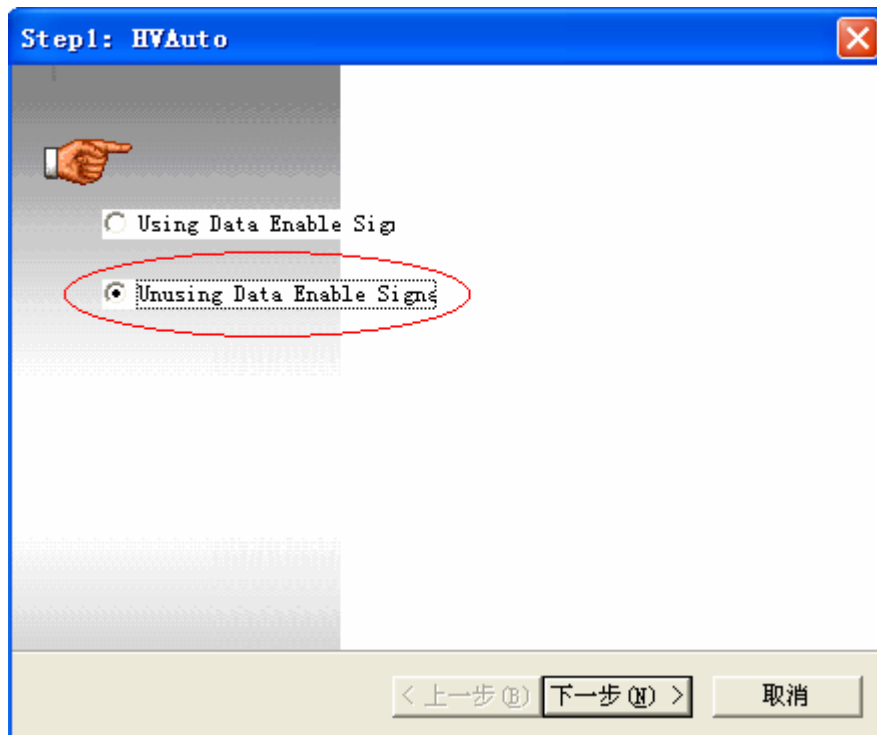 Step1: HVAuto
Using Data Enable Sig
Unusing Data Enable Signa
< 上一步(B)
下一步(N) >
取消